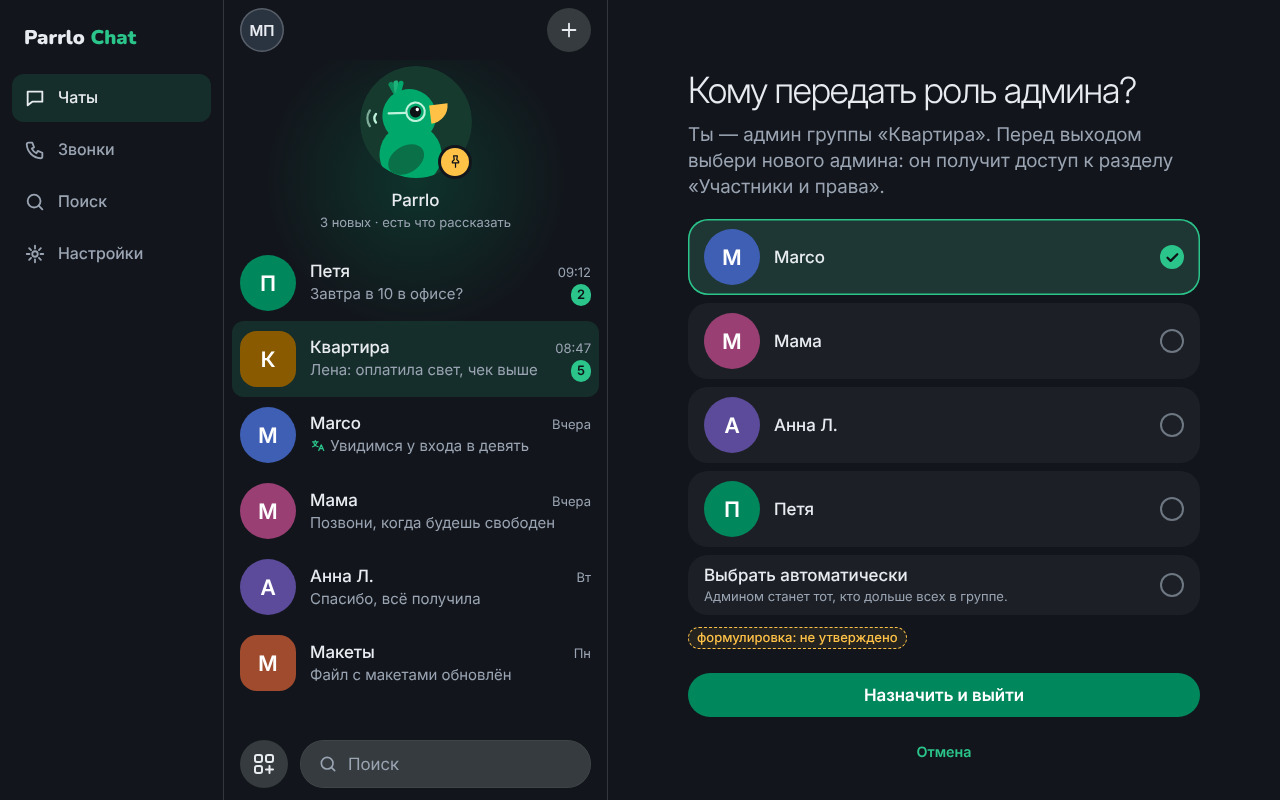 Parrlo Chat
Чаты
Звонки
Поиск
Настройки
МП
Parrlo
3 новых · есть что рассказать
П
Петя
09:12
Завтра в 10 в офисе?
2
К
Квартира
08:47
Лена: оплатила свет, чек выше
5
M
Marco
Вчера
Увидимся у входа в девять
М
Мама
Вчера
Позвони, когда будешь свободен
А
Анна Л.
Вт
Спасибо, всё получила
М
Макеты
Пн
Файл с макетами обновлён
Поиск
Кому передать роль админа?
Ты — админ группы «Квартира». Перед выходом
выбери нового админа: он получит доступ к разделу
«Участники и права».
M
Marco
М
Мама
А
Анна Л.
П
Петя
Выбрать автоматически
Админом станет тот, кто дольше всех в группе.
формулировка: не утверждено
Назначить и выйти
Отмена